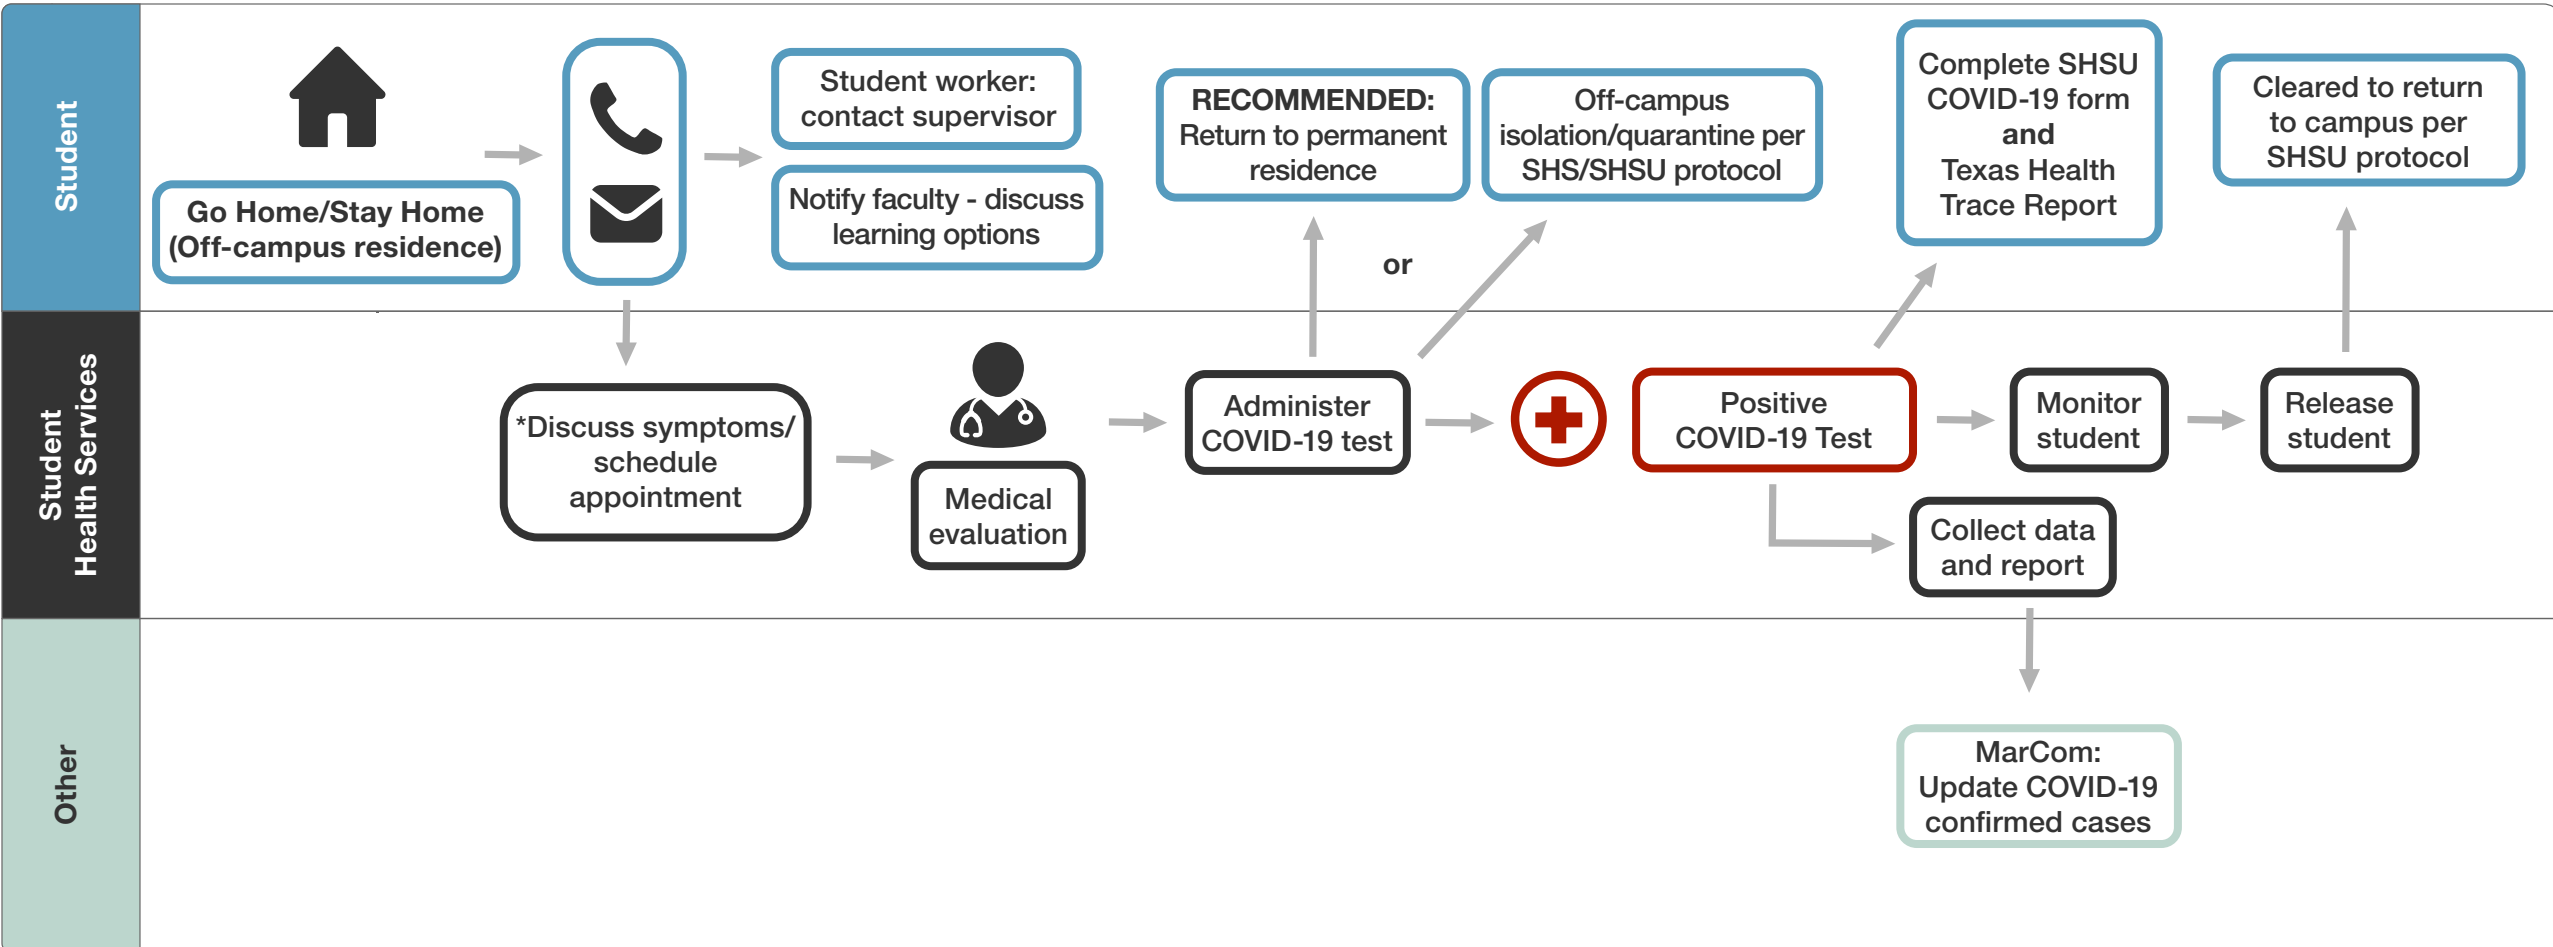 Student
Go Home/Stay Home
(Off-campus residence)
Student worker:
contact supervisor
Notify faculty - discuss
learning options
RECOMMENDED:
Return to permanent
residence
or
Off-campus
isolation/quarantine per
SHS/SHSU protocol
Complete SHSU
COVID-19 form
and
Texas Health
Trace Report
Cleared to return
to campus per
SHSU protocol
Student
Health Services
*Discuss symptoms/
schedule
appointment
Medical
evaluation
Administer
COVID-19 test
Positive
COVID-19 Test
Monitor
student
Release
student
Collect data
and report
Other
MarCom:
Update COVID-19
confirmed cases